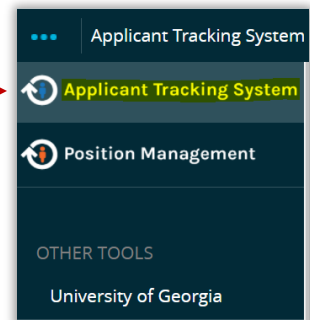 Applicant Tracking System
Applicant Tracking System
Position Management
OTHER TOOLS
University of Georgia